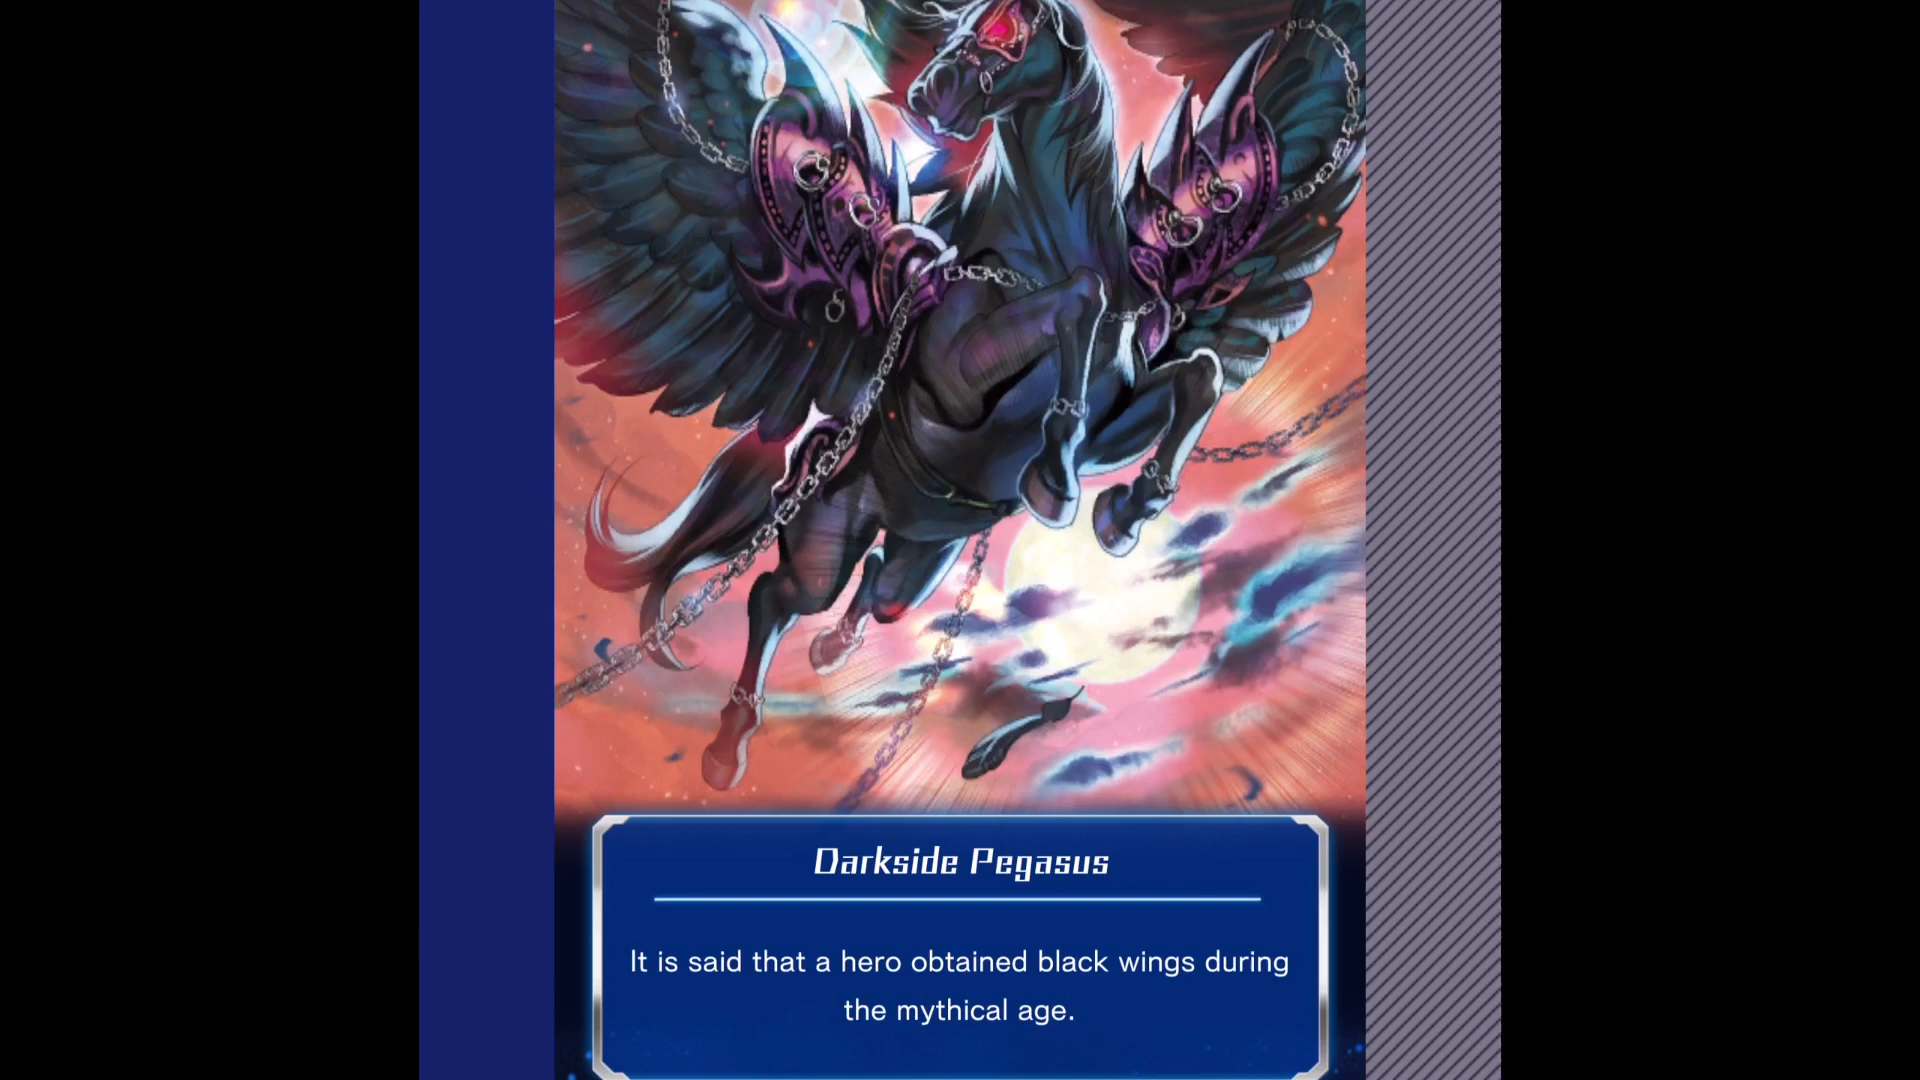 Darkside Pegasus
It is said that a hero obtained black wings during
the mythical age.